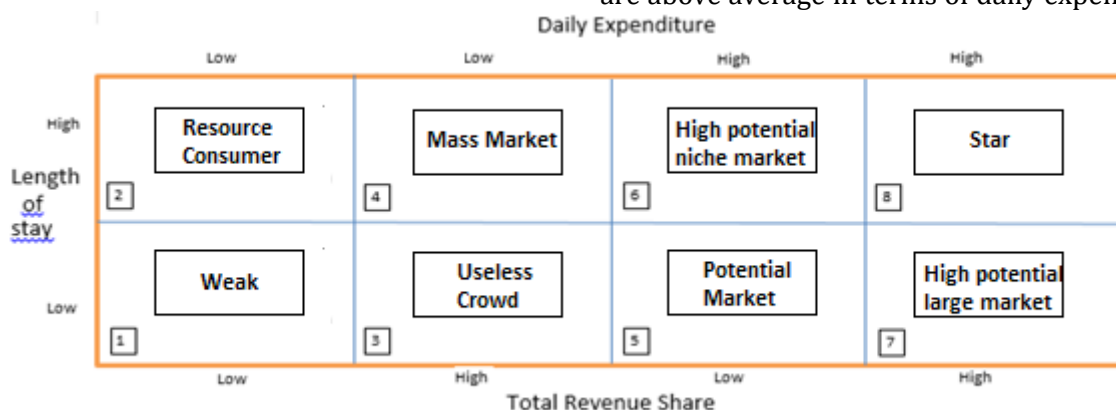 are above average in terms of daily expen
Daily Expenditure
Low Low High High
High
Resource
Consumer
Mass Market
High potential
niche market
Star
Length
of
stay
2 4 6 8
Weak
Useless
Crowd
Potential
Market
High potential
large market
Low
1 3 5 7
Low High Low High
Total Revenue Share